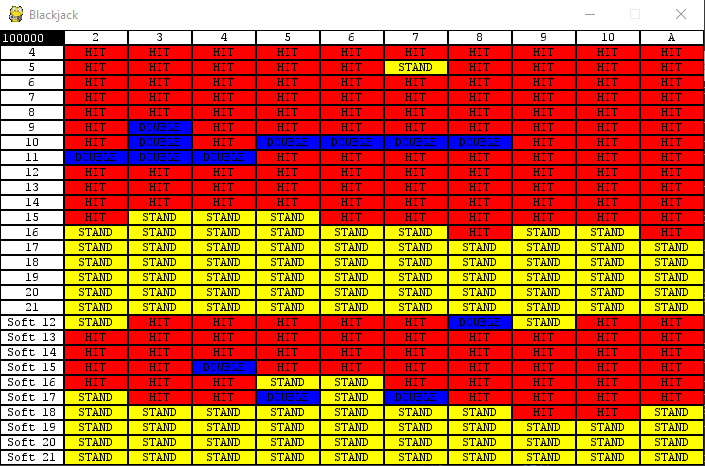 Blackjack
100000 2 3 4 5 6 7 8 9 10 A
4 HIT HIT HIT HIT HIT HIT HIT HIT HIT HIT
5 HIT HIT HIT HIT HIT STAND HIT HIT HIT HIT
6 HIT HIT HIT HIT HIT HIT HIT HIT HIT HIT
7 HIT HIT HIT HIT HIT HIT HIT HIT HIT HIT
8 HIT HIT HIT HIT HIT HIT HIT HIT HIT HIT
9 HIT DOUBLE HIT HIT HIT HIT HIT HIT HIT HIT
10 HIT DOUBLE HIT DOUBLE DOUBLE DOUBLE DOUBLE HIT HIT HIT
11 DOUBLE DOUBLE DOUBLE HIT HIT HIT HIT HIT HIT HIT
12 HIT HIT HIT HIT HIT HIT HIT HIT HIT HIT
13 HIT HIT HIT HIT HIT HIT HIT HIT HIT HIT
14 HIT HIT HIT HIT HIT HIT HIT HIT HIT HIT
15 HIT STAND STAND STAND HIT HIT HIT HIT HIT HIT
16 STAND STAND STAND STAND STAND STAND HIT STAND STAND HIT
17 STAND STAND STAND STAND STAND STAND STAND STAND STAND STAND
18 STAND STAND STAND STAND STAND STAND STAND STAND STAND STAND
19 STAND STAND STAND STAND STAND STAND STAND STAND STAND STAND
20 STAND STAND STAND STAND STAND STAND STAND STAND STAND STAND
21 STAND STAND STAND STAND STAND STAND STAND STAND STAND STAND
Soft 12 STAND HIT HIT HIT HIT HIT DOUBLE STAND HIT HIT
Soft 13 HIT HIT HIT HIT HIT HIT HIT HIT HIT HIT
Soft 14 HIT HIT HIT HIT HIT HIT HIT HIT HIT HIT
Soft 15 HIT HIT DOUBLE HIT HIT HIT HIT HIT HIT HIT
Soft 16 HIT HIT HIT STAND STAND HIT HIT HIT HIT HIT
Soft 17 STAND HIT HIT DOUBLE STAND DOUBLE HIT HIT HIT HIT
Soft 18 STAND STAND STAND STAND STAND STAND STAND HIT HIT STAND
Soft 19 STAND STAND STAND STAND STAND STAND STAND STAND STAND STAND
Soft 20 STAND STAND STAND STAND STAND STAND STAND STAND STAND STAND
Soft 21 STAND STAND STAND STAND STAND STAND STAND STAND STAND STAND